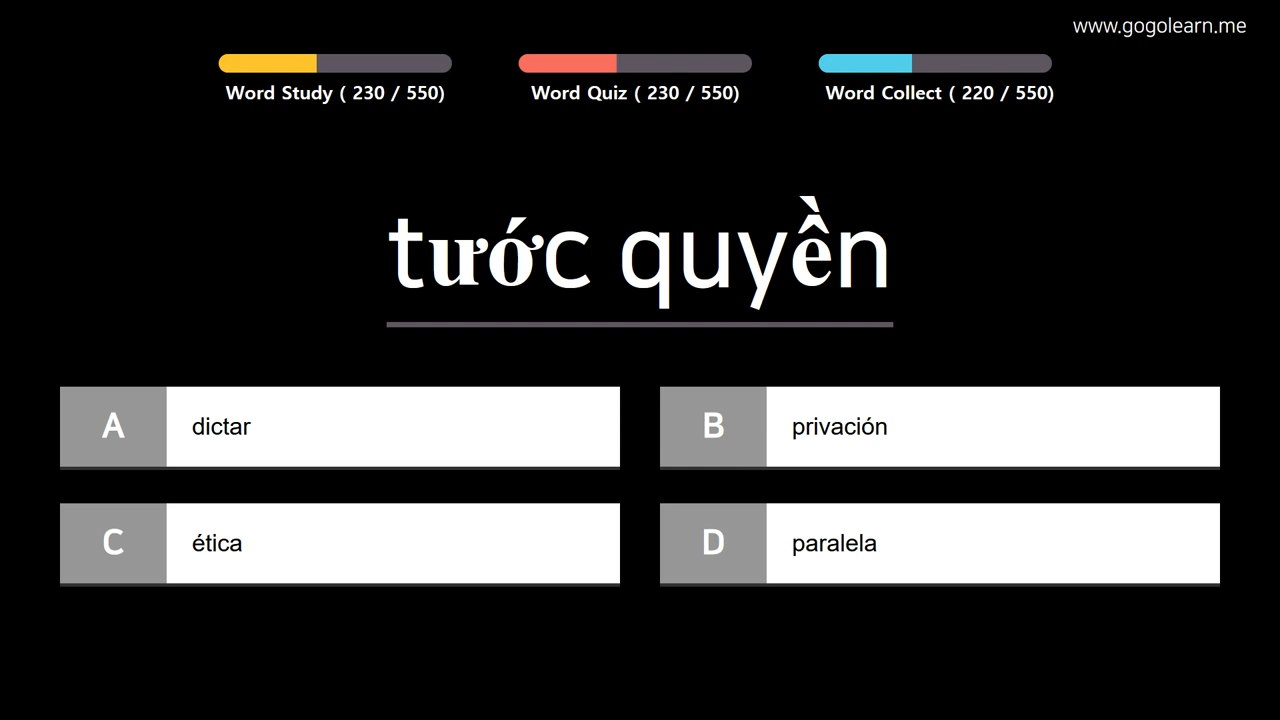 www.gogolearn.me
Word Study ( 230 / 550)
Word Quiz ( 230 / 550)
Word Collect ( 220 / 550)
tước quyền
A dictar
B privación
C ética
D paralela